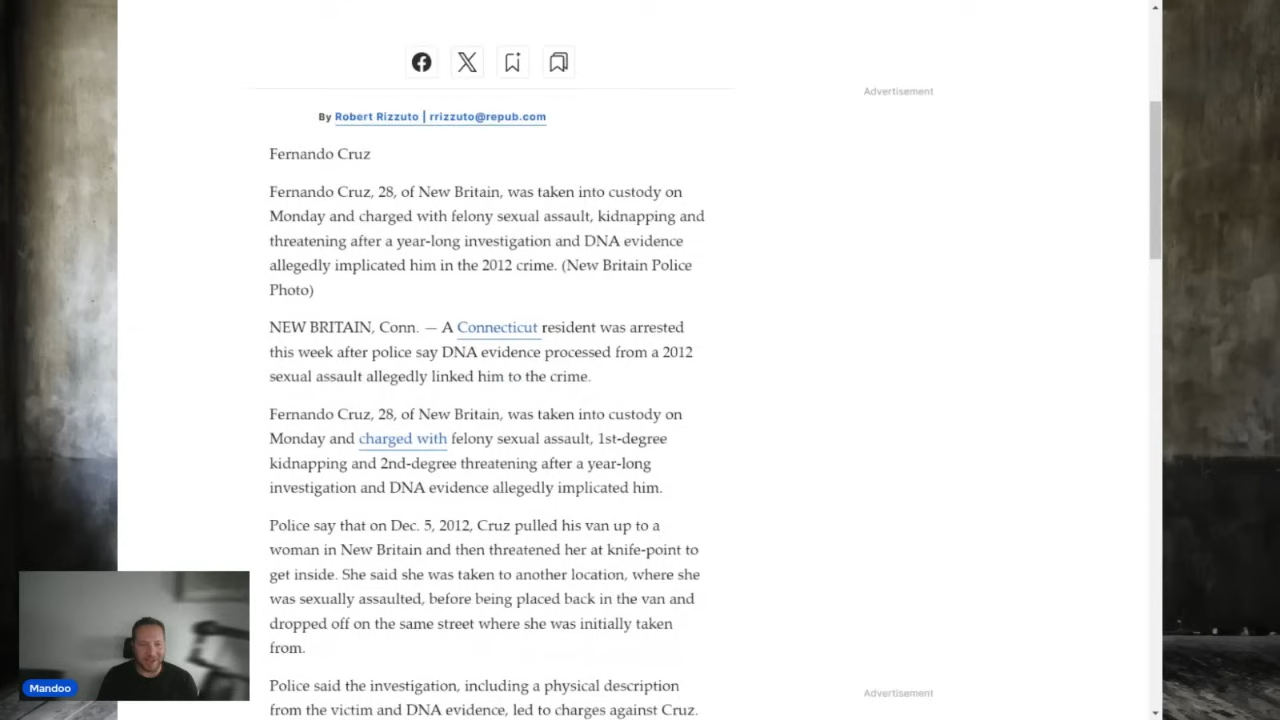 Advertisement
By Robert Rizzuto | rrizzuto@repub.com
Fernando Cruz
Fernando Cruz, 28, of New Britain, was taken into custody on
Monday and charged with felony sexual assault, kidnapping and
threatening after a year-long investigation and DNA evidence
allegedly implicated him in the 2012 crime. (New Britain Police
Photo)
NEW BRITAIN, Conn. — A Connecticut resident was arrested
this week after police say DNA evidence processed from a 2012
sexual assault allegedly linked him to the crime.
Fernando Cruz, 28, of New Britain, was taken into custody on
Monday and charged with felony sexual assault, 1st-degree
kidnapping and 2nd-degree threatening after a year-long
investigation and DNA evidence allegedly implicated him.
Police say that on Dec. 5, 2012, Cruz pulled his van up to a
woman in New Britain and then threatened her at knife-point to
get inside. She said she was taken to another location, where she
was sexually assaulted, before being placed back in the van and
dropped off on the same street where she was initially taken
from.
Police said the investigation, including a physical description
from the victim and DNA evidence, led to charges against Cruz.
Advertisement
Mandoo